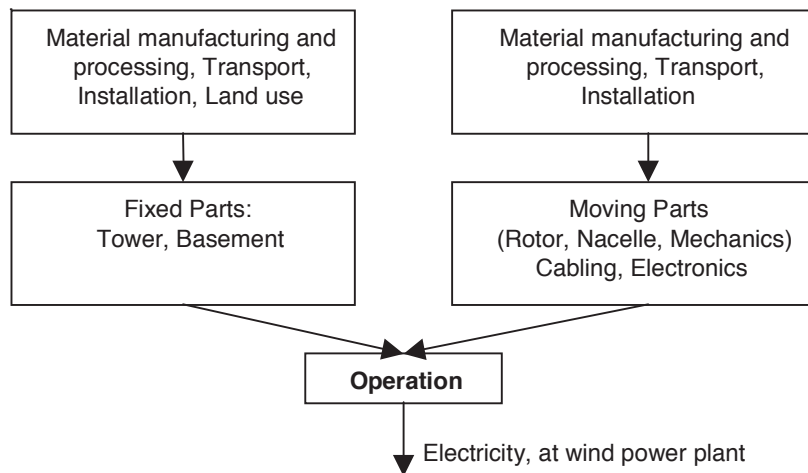 Material manufacturing and
processing, Transport,
Installation, Land use
Material manufacturing and
processing, Transport,
Installation
Fixed Parts:
Tower, Basement
Moving Parts
(Rotor, Nacelle, Mechanics)
Cabling, Electronics
Operation
Electricity, at wind power plant